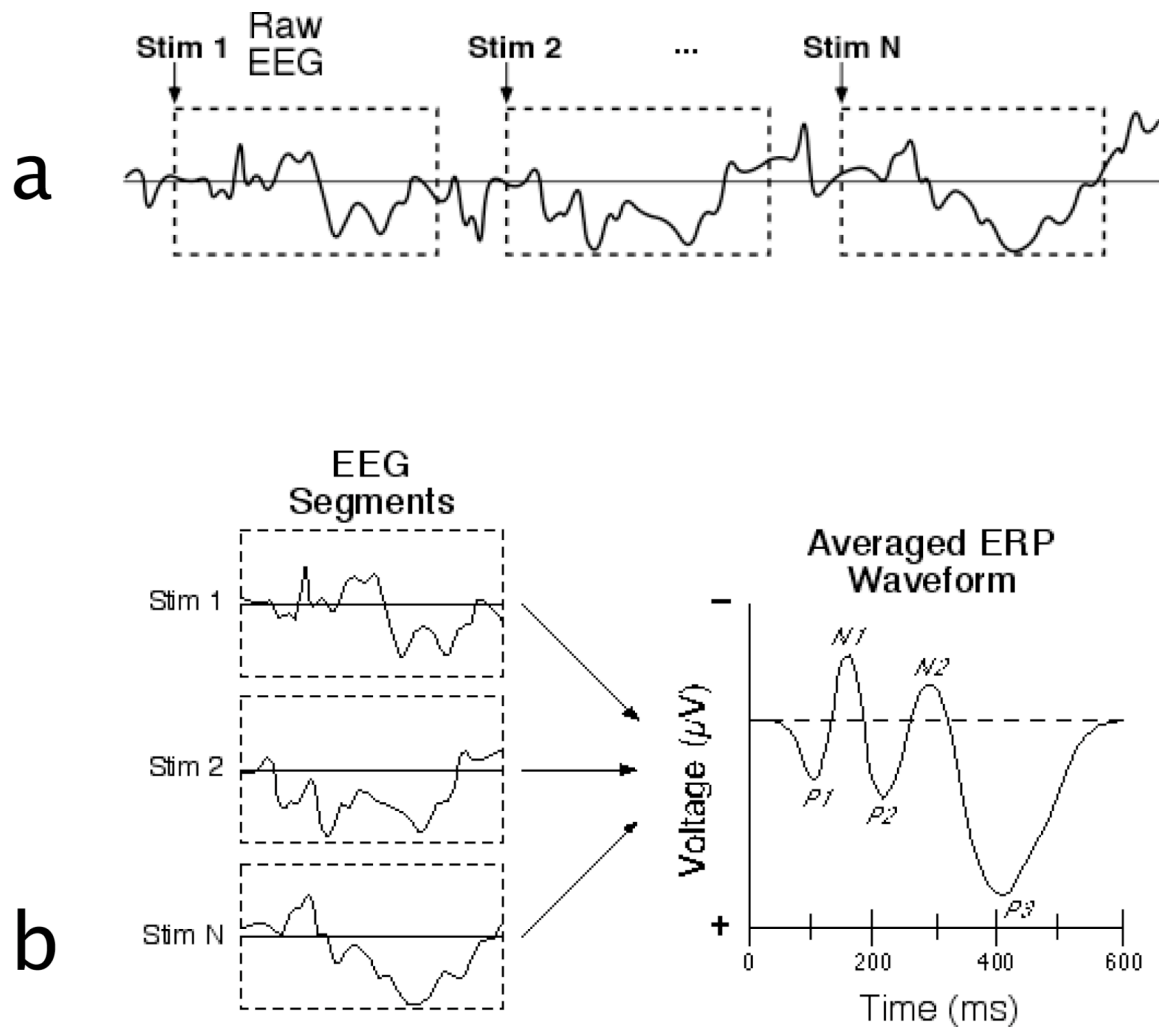 Raw
Stim 1 EEG Stim 2 ... Stim N
a
EEG
Segments
Stim 1
Stim 2
Stim N
b
Averaged ERP
Waveform
−
Voltage (µV)
+
N1
N2
P1
P2
P3
0 200 400 600
Time (ms)